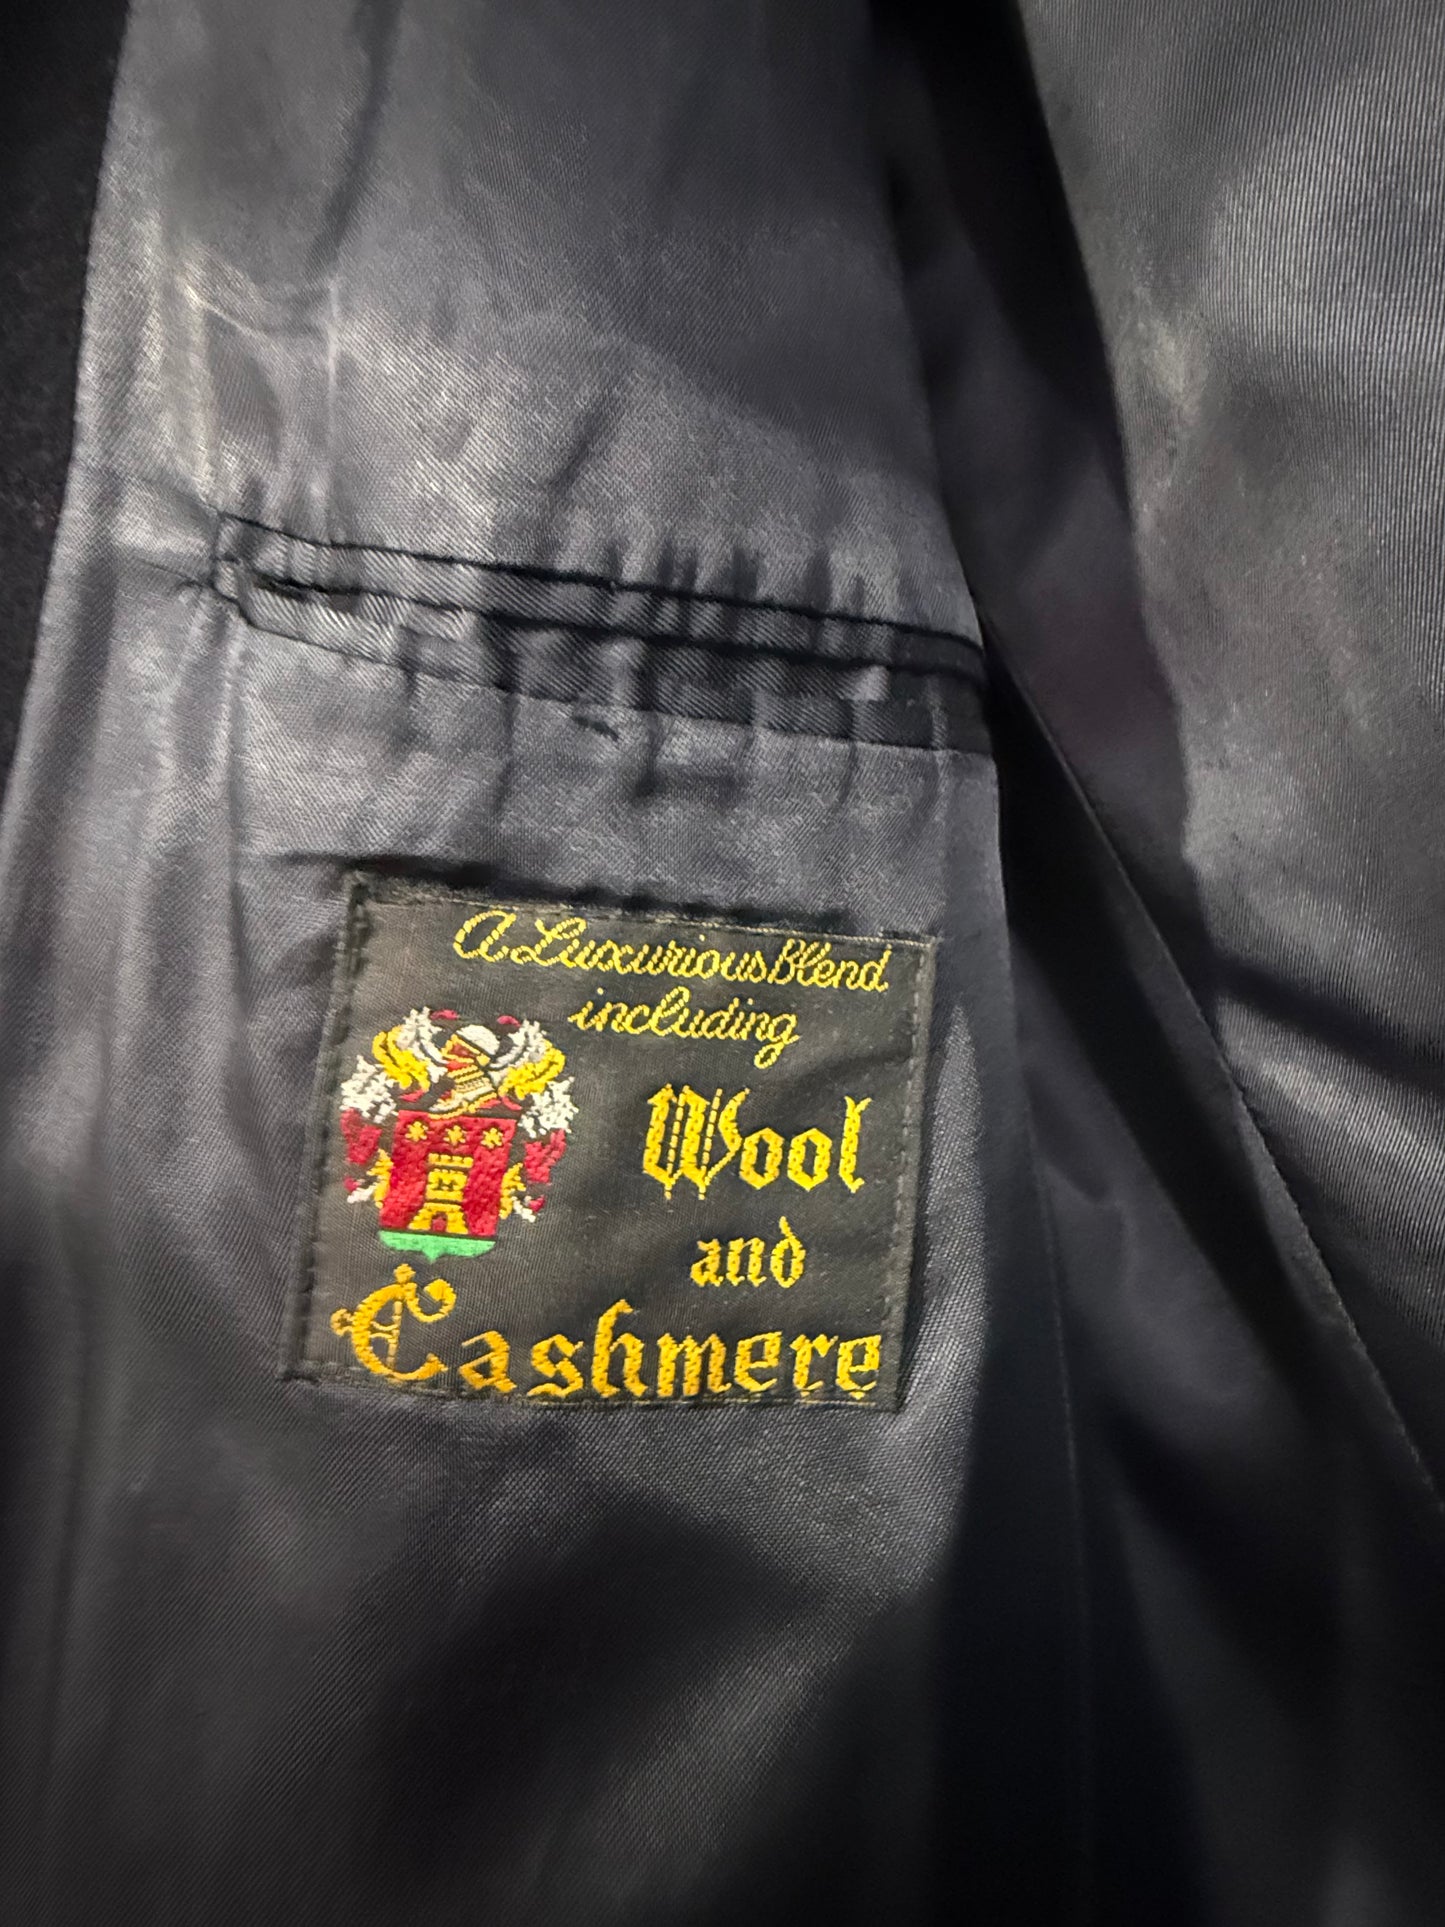 A Luxurious Blend
including
Wool
and
Cashmere